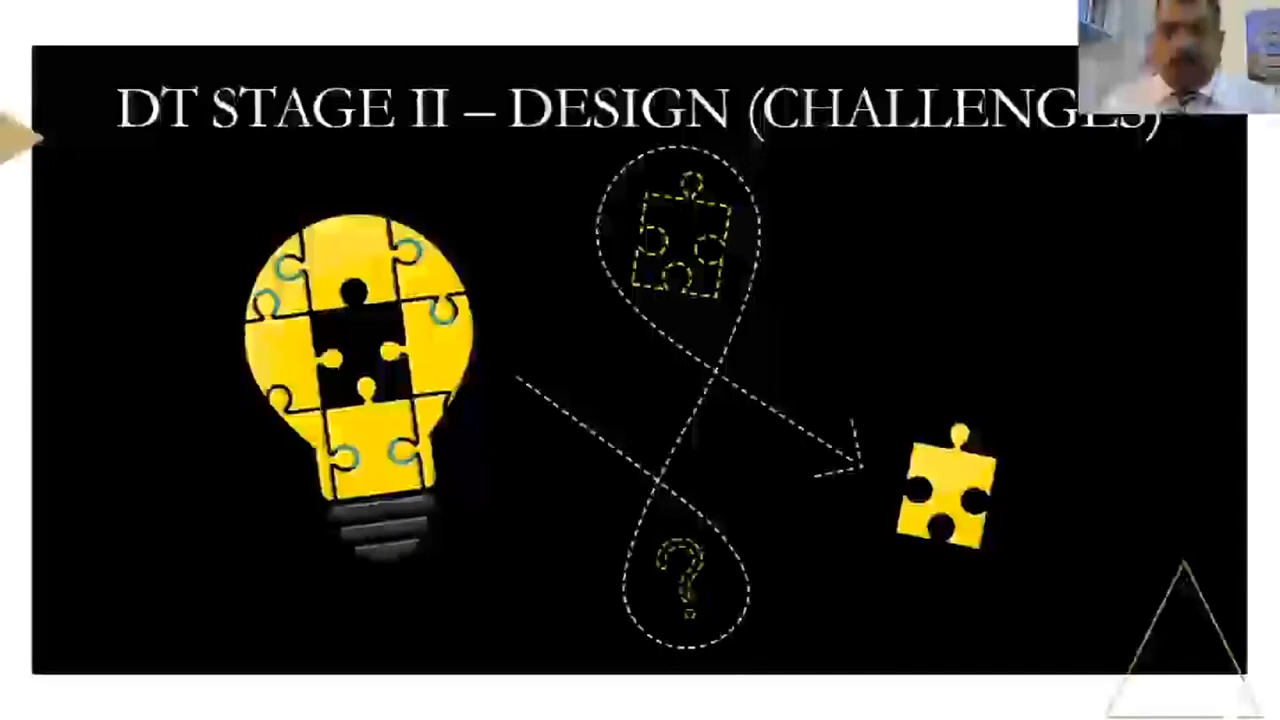 DT STAGE II – DESIGN (CHALLENGES)
?